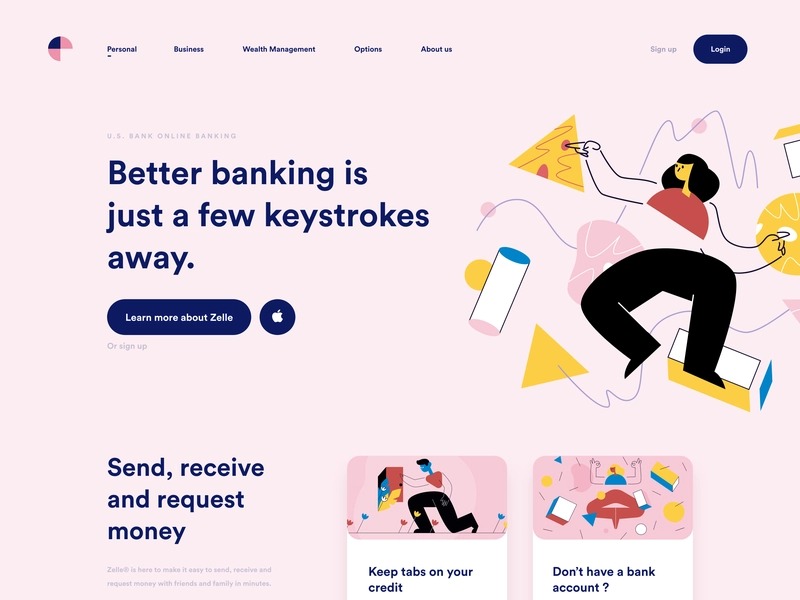 Personal Business Wealth Management Options About us Sign up Login
U.S. BANK ONLINE BANKING
Better banking is
just a few keystrokes
away.
Learn more about Zelle
Or sign up
Send, receive
and request
money
Zelle® is here to make it easy to send, receive and
request money with friends and family in minutes.
Keep tabs on your
credit
Don't have a bank
account ?